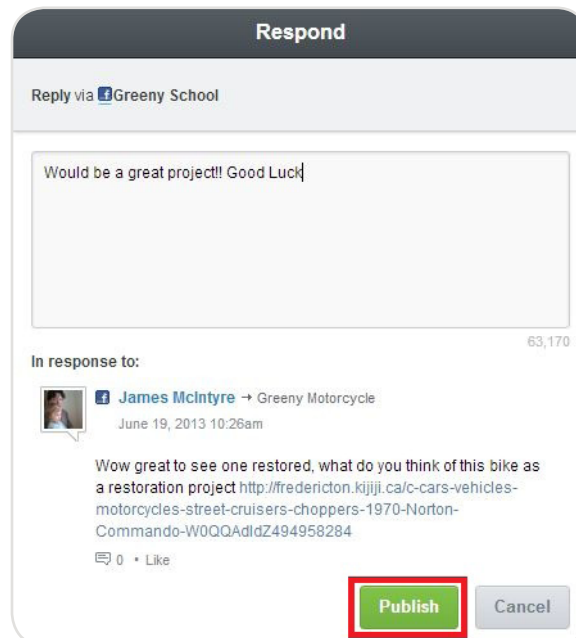 Respond
Reply via Greeny School
Would be a great project!! Good Luck
63,170
In response to:
James McIntyre → Greeny Motorcycle
June 19, 2013 10:26am
Wow great to see one restored, what do you think of this bike as
a restoration project http://fredericton.kijiji.ca/c-cars-vehicles-
motorcycles-street-cruisers-choppers-1970-Norton-
Commando-W0QQAdIdZ494958284
0 • Like
Publish Cancel